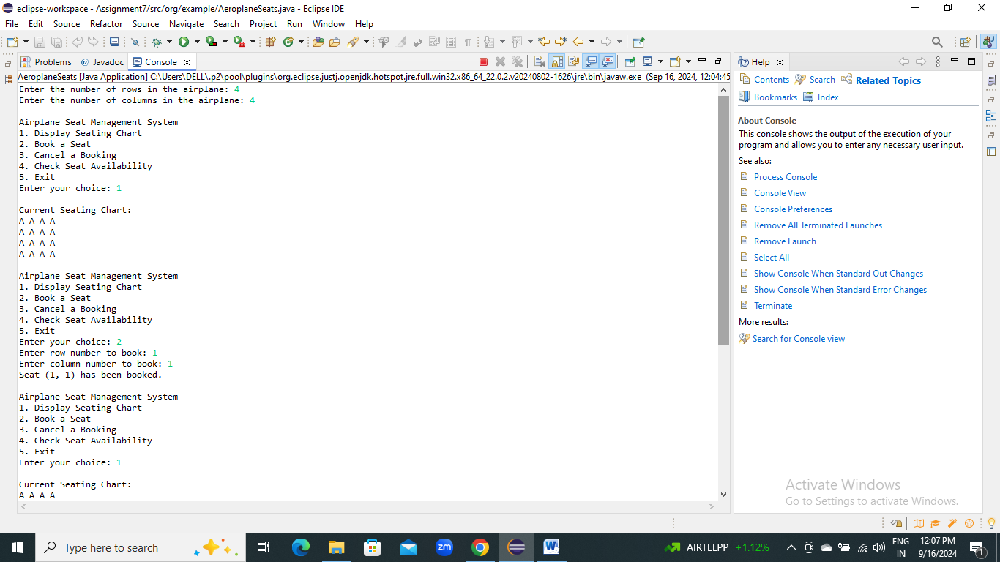 eclipse-workspace - Assignment7/src/org/example/AeroplaneSeats.java - Eclipse IDE
File Edit Source Refactor Source Navigate Search Project Run Window Help
Problems @ Javadoc Console
AeroplaneSeats [Java Application] C:\Users\DELL\.p2\pool\plugins\org.eclipse.justj.openjdk.hotspot.jre.full.win32.x86_64_22.0.2.v20240802-1626\jre\bin\javaw.exe (Sep 16, 2024, 12:04:45
Enter the number of rows in the airplane: 4
Enter the number of columns in the airplane: 4
Airplane Seat Management System
1. Display Seating Chart
2. Book a Seat
3. Cancel a Booking
4. Check Seat Availability
5. Exit
Enter your choice: 1
Current Seating Chart:
A A A A
A A A A
A A A A
A A A A
Airplane Seat Management System
1. Display Seating Chart
2. Book a Seat
3. Cancel a Booking
4. Check Seat Availability
5. Exit
Enter your choice: 2
Enter row number to book: 1
Enter column number to book: 1
Seat (1, 1) has been booked.
Airplane Seat Management System
1. Display Seating Chart
2. Book a Seat
3. Cancel a Booking
4. Check Seat Availability
5. Exit
Enter your choice: 1
Current Seating Chart:
A A A A
Help
Contents Search Related Topics
Bookmarks Index
About Console
This console shows the output of the execution of your
program and allows you to enter any necessary user input.
See also:
Process Console
Console View
Console Preferences
Remove All Terminated Launches
Remove Launch
Select All
Show Console When Standard Out Changes
Show Console When Standard Error Changes
Terminate
More results:
Search for Console view
Activate Windows
Go to Settings to activate Windows.
Type here to search
zm
W
AIRTELPP +1.12%
ENG
IN
12:07 PM
9/16/2024
1